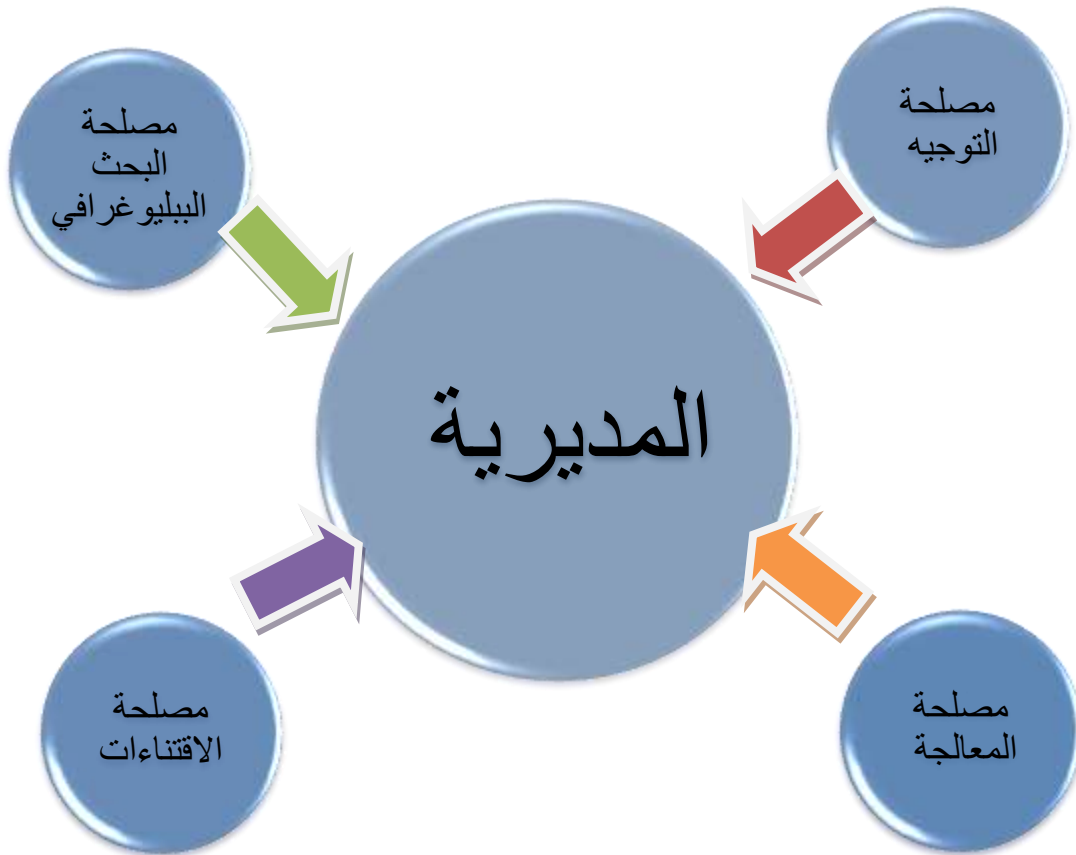 مصلحة
التوجيه
مصلحة
البحث
الببليوغرافي
المديرية
مصلحة
المعالجة
مصلحة
الاقتناءات